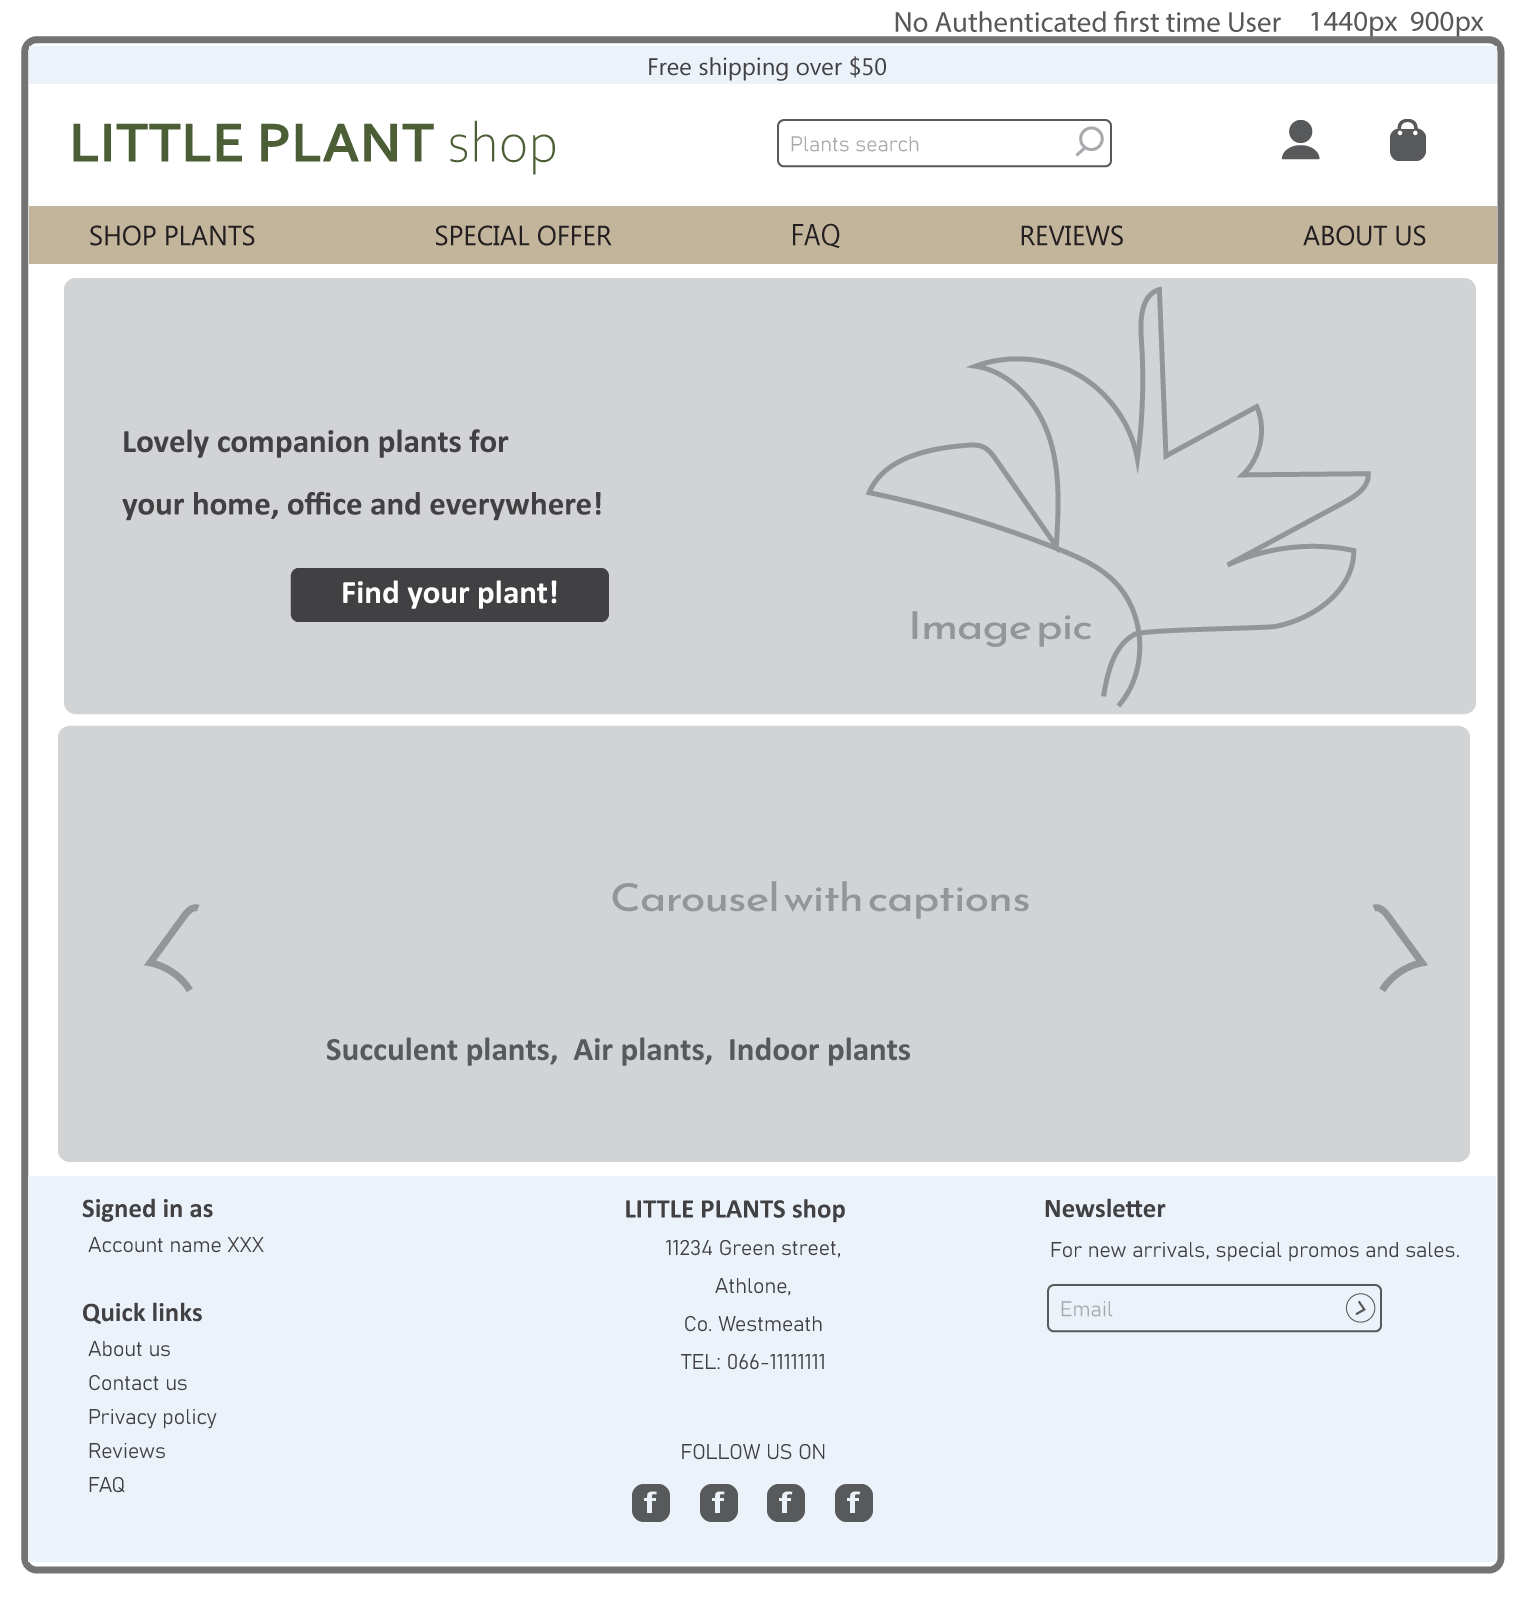 No Authenticated first time User 1440px 900px
Free shipping over $50
LITTLE PLANT shop
Plants search
SHOP PLANTS SPECIAL OFFER FAQ REVIEWS ABOUT US
Lovely companion plants for
your home, office and everywhere!
Find your plant!
Image pic
Carousel with captions
Succulent plants, Air plants, Indoor plants
Signed in as
Account name XXX
Quick links
About us
Contact us
Privacy policy
Reviews
FAQ
LITTLE PLANTS shop
11234 Green street,
Athlone,
Co. Westmeath
TEL: 066-11111111
FOLLOW US ON
f f f f
Newsletter
For new arrivals, special promos and sales.
Email